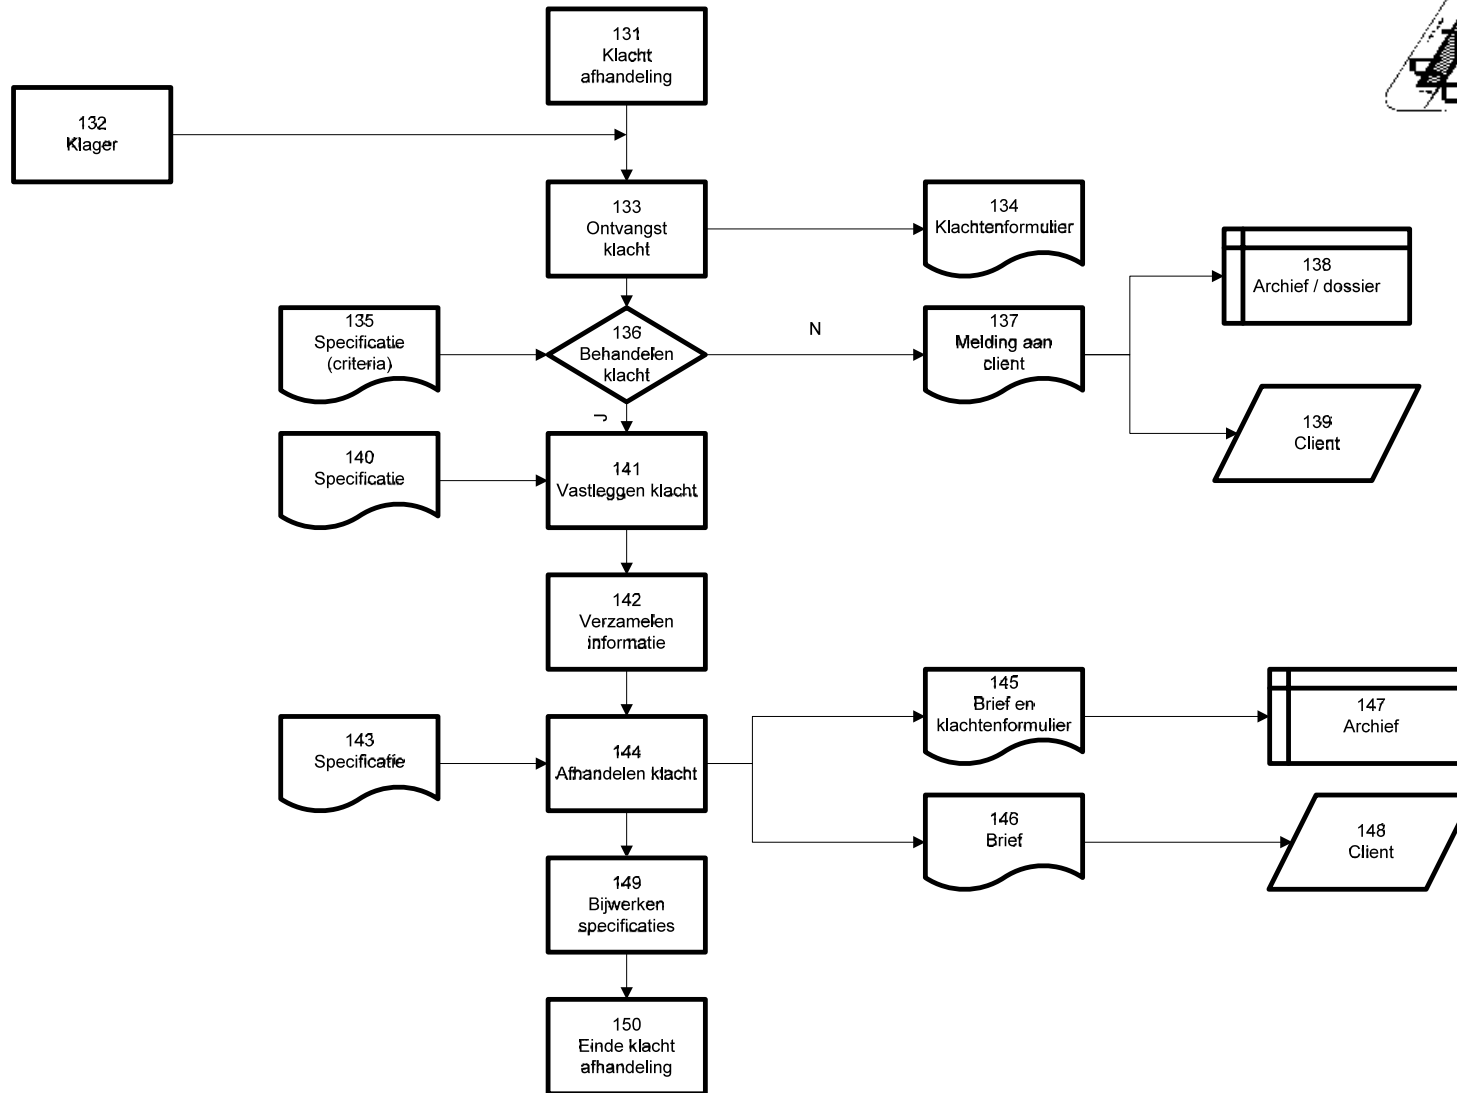 131
Klacht
afhandeling
132
Klager
133
Ontvangst
klacht
134
Klachtenformulier
135
Specificatie
(criteria)
136
Behandelen
klacht
N
137
Melding aan
client
138
Archief / dossier
139
Client
J
140
Specificatie
141
Vastleggen klacht
142
Verzamelen
informatie
143
Specificatie
144
Afhandelen klacht
145
Brief en
klachtenformulier
146
Brief
147
Archief
148
Client
149
Bijwerken
specificaties
150
Einde klacht
afhandeling